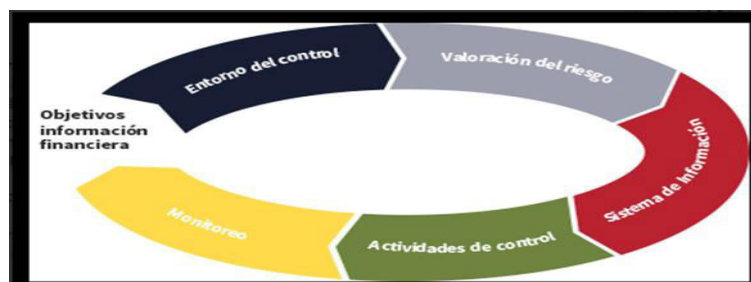 Entorno del control
Valoración del riesgo
Objetivos
información
financiera
Sistema de Información
Actividades de control
Monitoreo